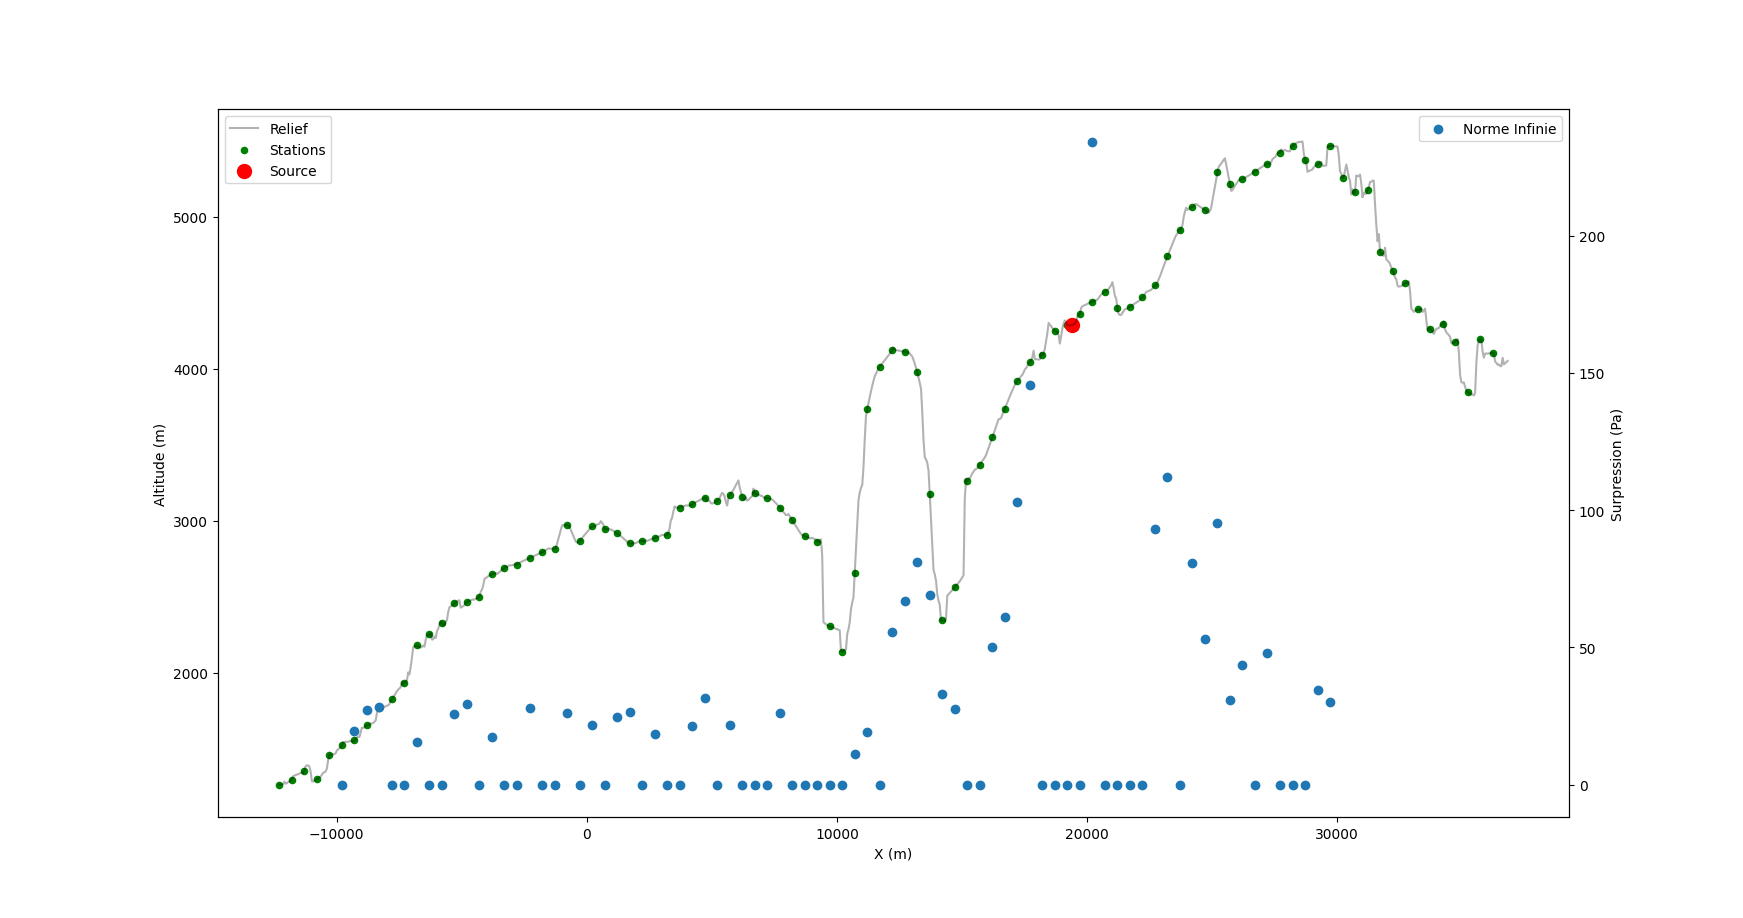 Relief
Stations
Source
Norme Infinie
5000
4000
3000
2000
Altitude (m)
200
150
100
50
0
Surpression (Pa)
−10000
0
10000
20000
30000
X (m)